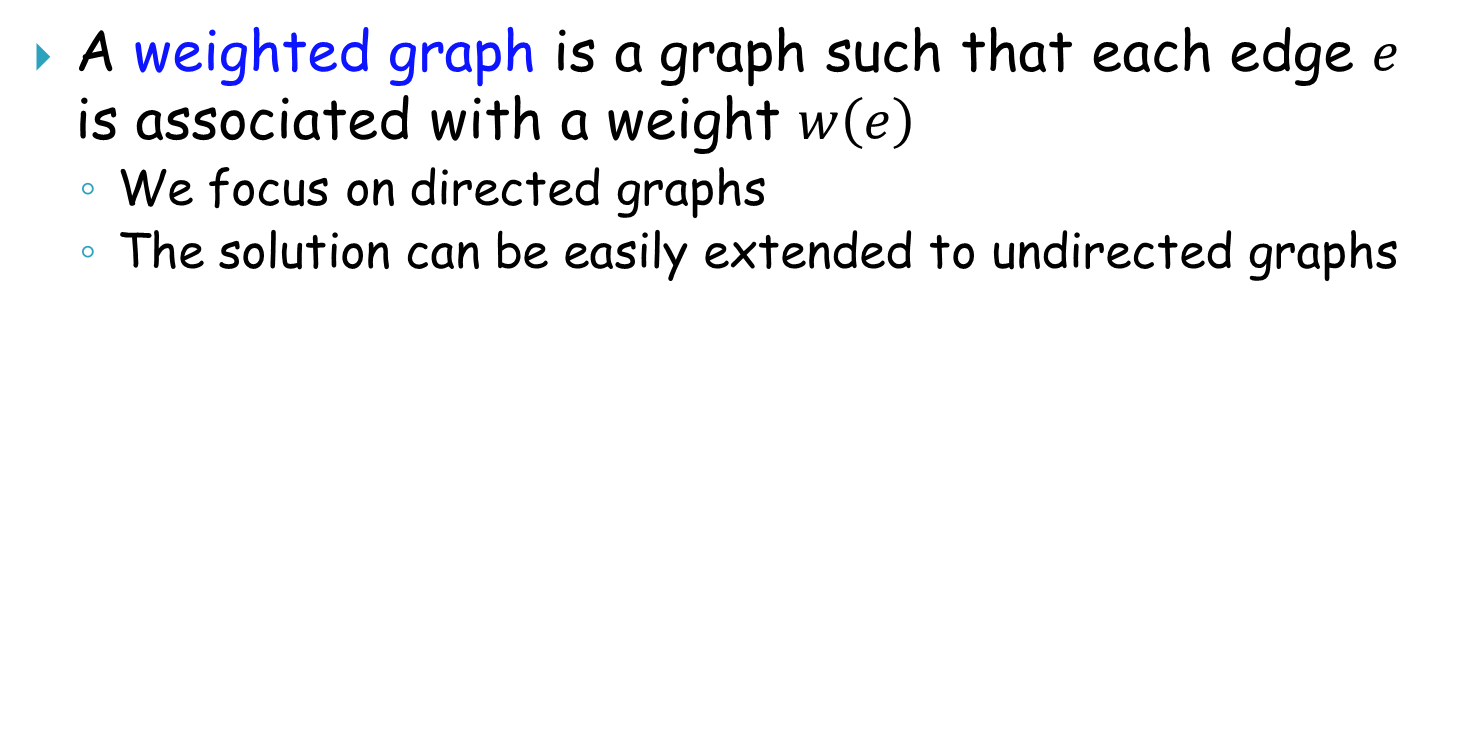 A weighted graph is a graph such that each edge e
is associated with a weight w(e)
We focus on directed graphs
The solution can be easily extended to undirected graphs